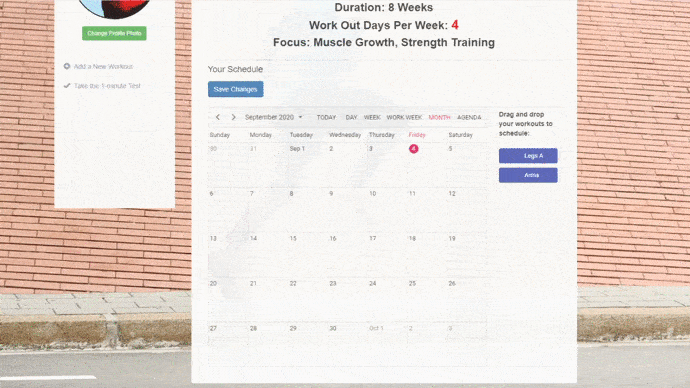 Duration: 8 Weeks
Work Out Days Per Week: 4
Focus: Muscle Growth, Strength Training
Change Profile Photo
Add a New Workout
Take the 1-minute Test
Your Schedule
Save Changes
September 2020 TODAY DAY WEEK WORK WEEK MONTH AGENDA
Drag and drop
your workouts to
schedule:
Legs A
Arms
Sunday Monday Tuesday Wednesday Thursday Friday Saturday
30 31 Sep 1 2 3 4 5
6 7 8 9 10 11 12
13 14 15 16 17 18 19
20 21 22 23 24 25 26
27 28 29 30 Oct 1 2 3